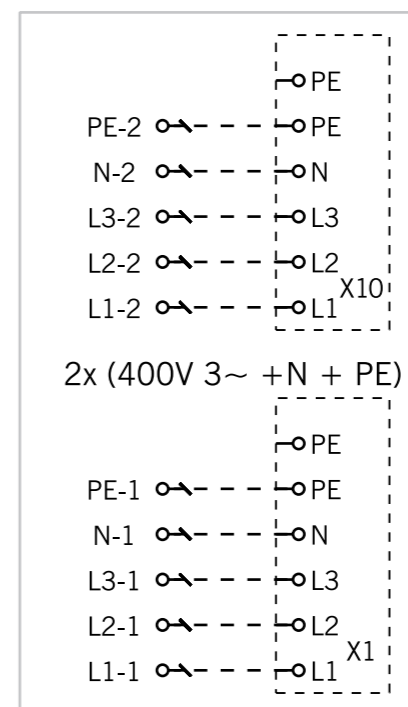 PE
PE-2 PE
N-2 N
L3-2 L3
L2-2 L2
X10
L1-2 L1
2x (400V 3~ +N + PE)
PE
PE-1 PE
N-1 N
L3-1 L3
L2-1 L2
X1
L1-1 L1